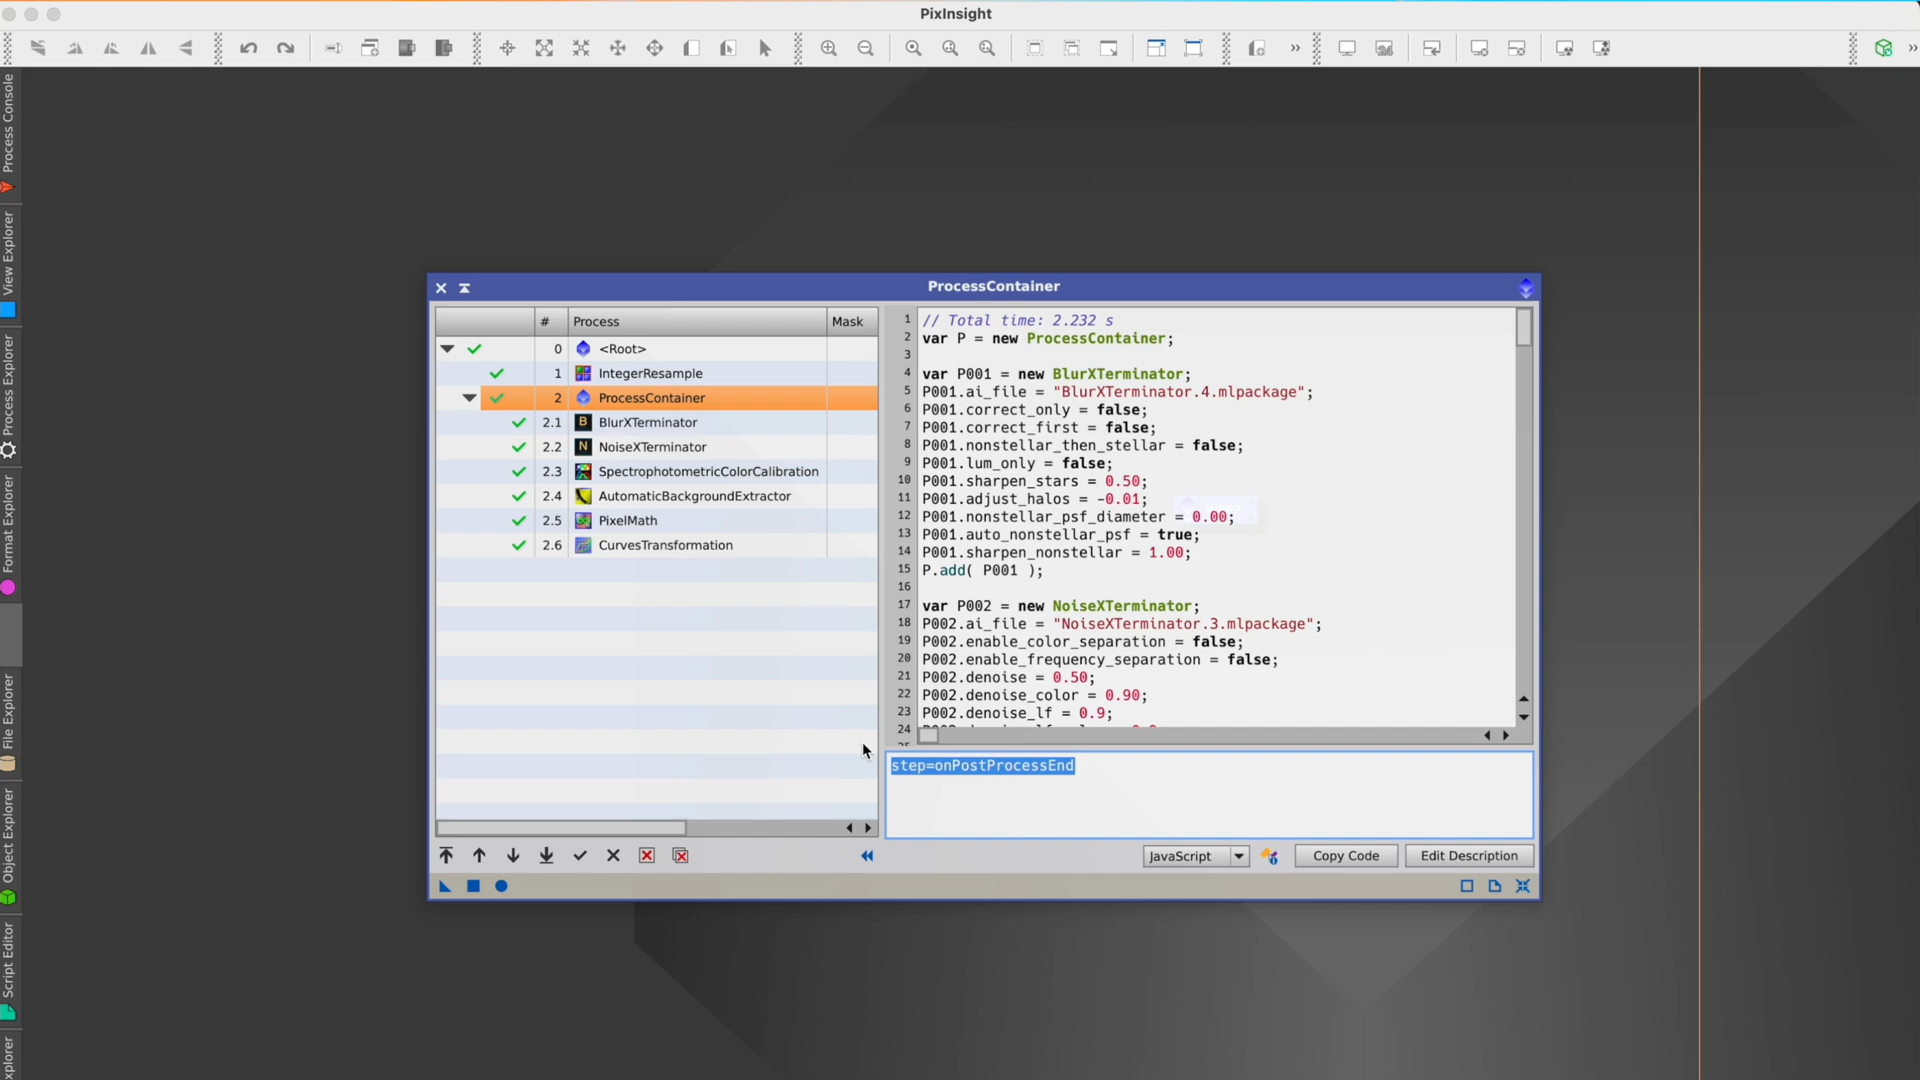 PixInsight
Process Console
View Explorer
Process Explorer
Format Explorer
File Explorer
Object Explorer
Script Editor
xplorer
ProcessContainer
# Process Mask
0 <Root>
1 IntegerResample
2 ProcessContainer
2.1 B BlurXTerminator
2.2 N NoiseXTerminator
2.3 SpectrophotometricColorCalibration
2.4 AutomaticBackgroundExtractor
2.5 PixelMath
2.6 CurvesTransformation
1 // Total time: 2.232 s
2 var P = new ProcessContainer;
3
4 var P001 = new BlurXTerminator;
5 P001.ai_file = "BlurXTerminator.4.mlpackage";
6 P001.correct_only = false;
7 P001.correct_first = false;
8 P001.nonstellar_then_stellar = false;
9 P001.lum_only = false;
10 P001.sharpen_stars = 0.50;
11 P001.adjust_halos = -0.01;
12 P001.nonstellar_psf_diameter = 0.00;
13 P001.auto_nonstellar_psf = true;
14 P001.sharpen_nonstellar = 1.00;
15 P.add( P001 );
16
17 var P002 = new NoiseXTerminator;
18 P002.ai_file = "NoiseXTerminator.3.mlpackage";
19 P002.enable_color_separation = false;
20 P002.enable_frequency_separation = false;
21 P002.denoise = 0.50;
22 P002.denoise_color = 0.90;
23 P002.denoise_lf = 0.9;
24
step=onPostProcessEnd
JavaScript
Copy Code
Edit Description